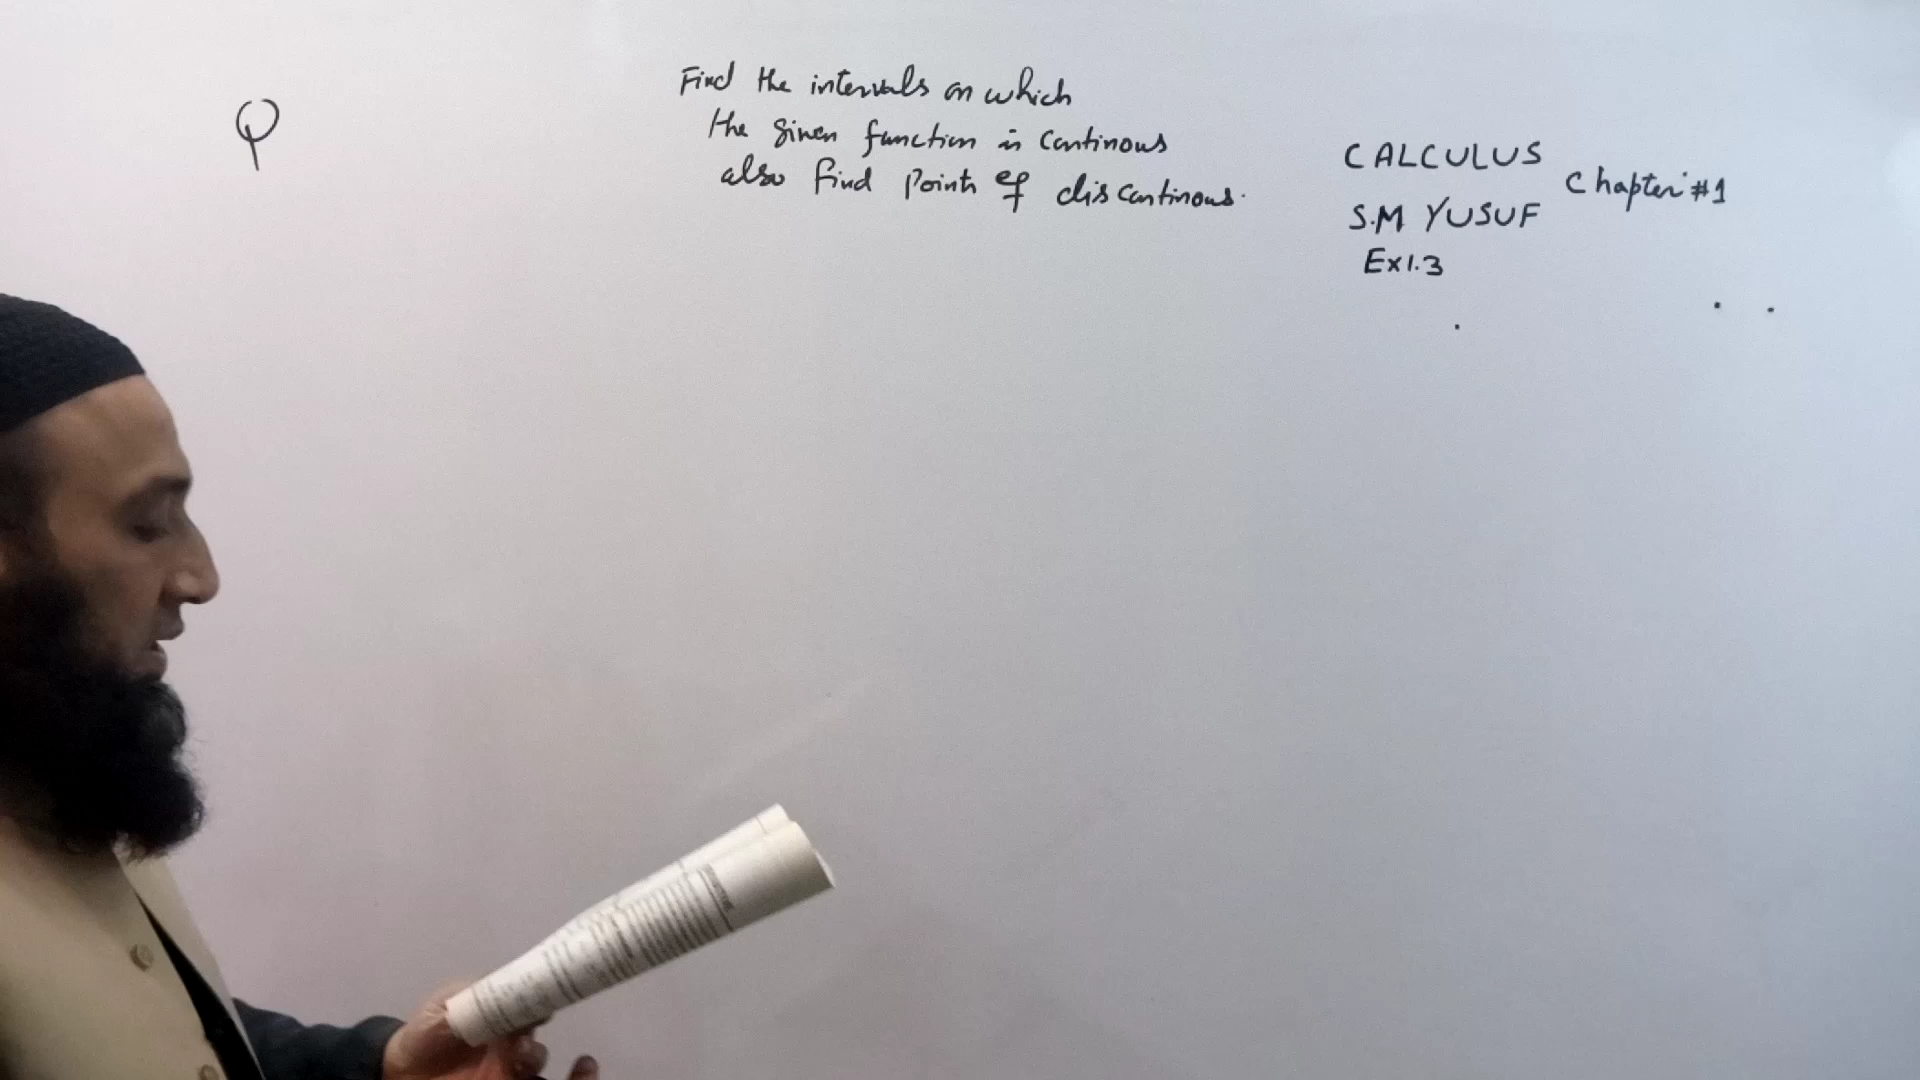 Q
Find the intervals on which
the given function is continous
also find points of discontinous.
CALCULUS
Chapter #1
S.M YUSUF
Ex1.3